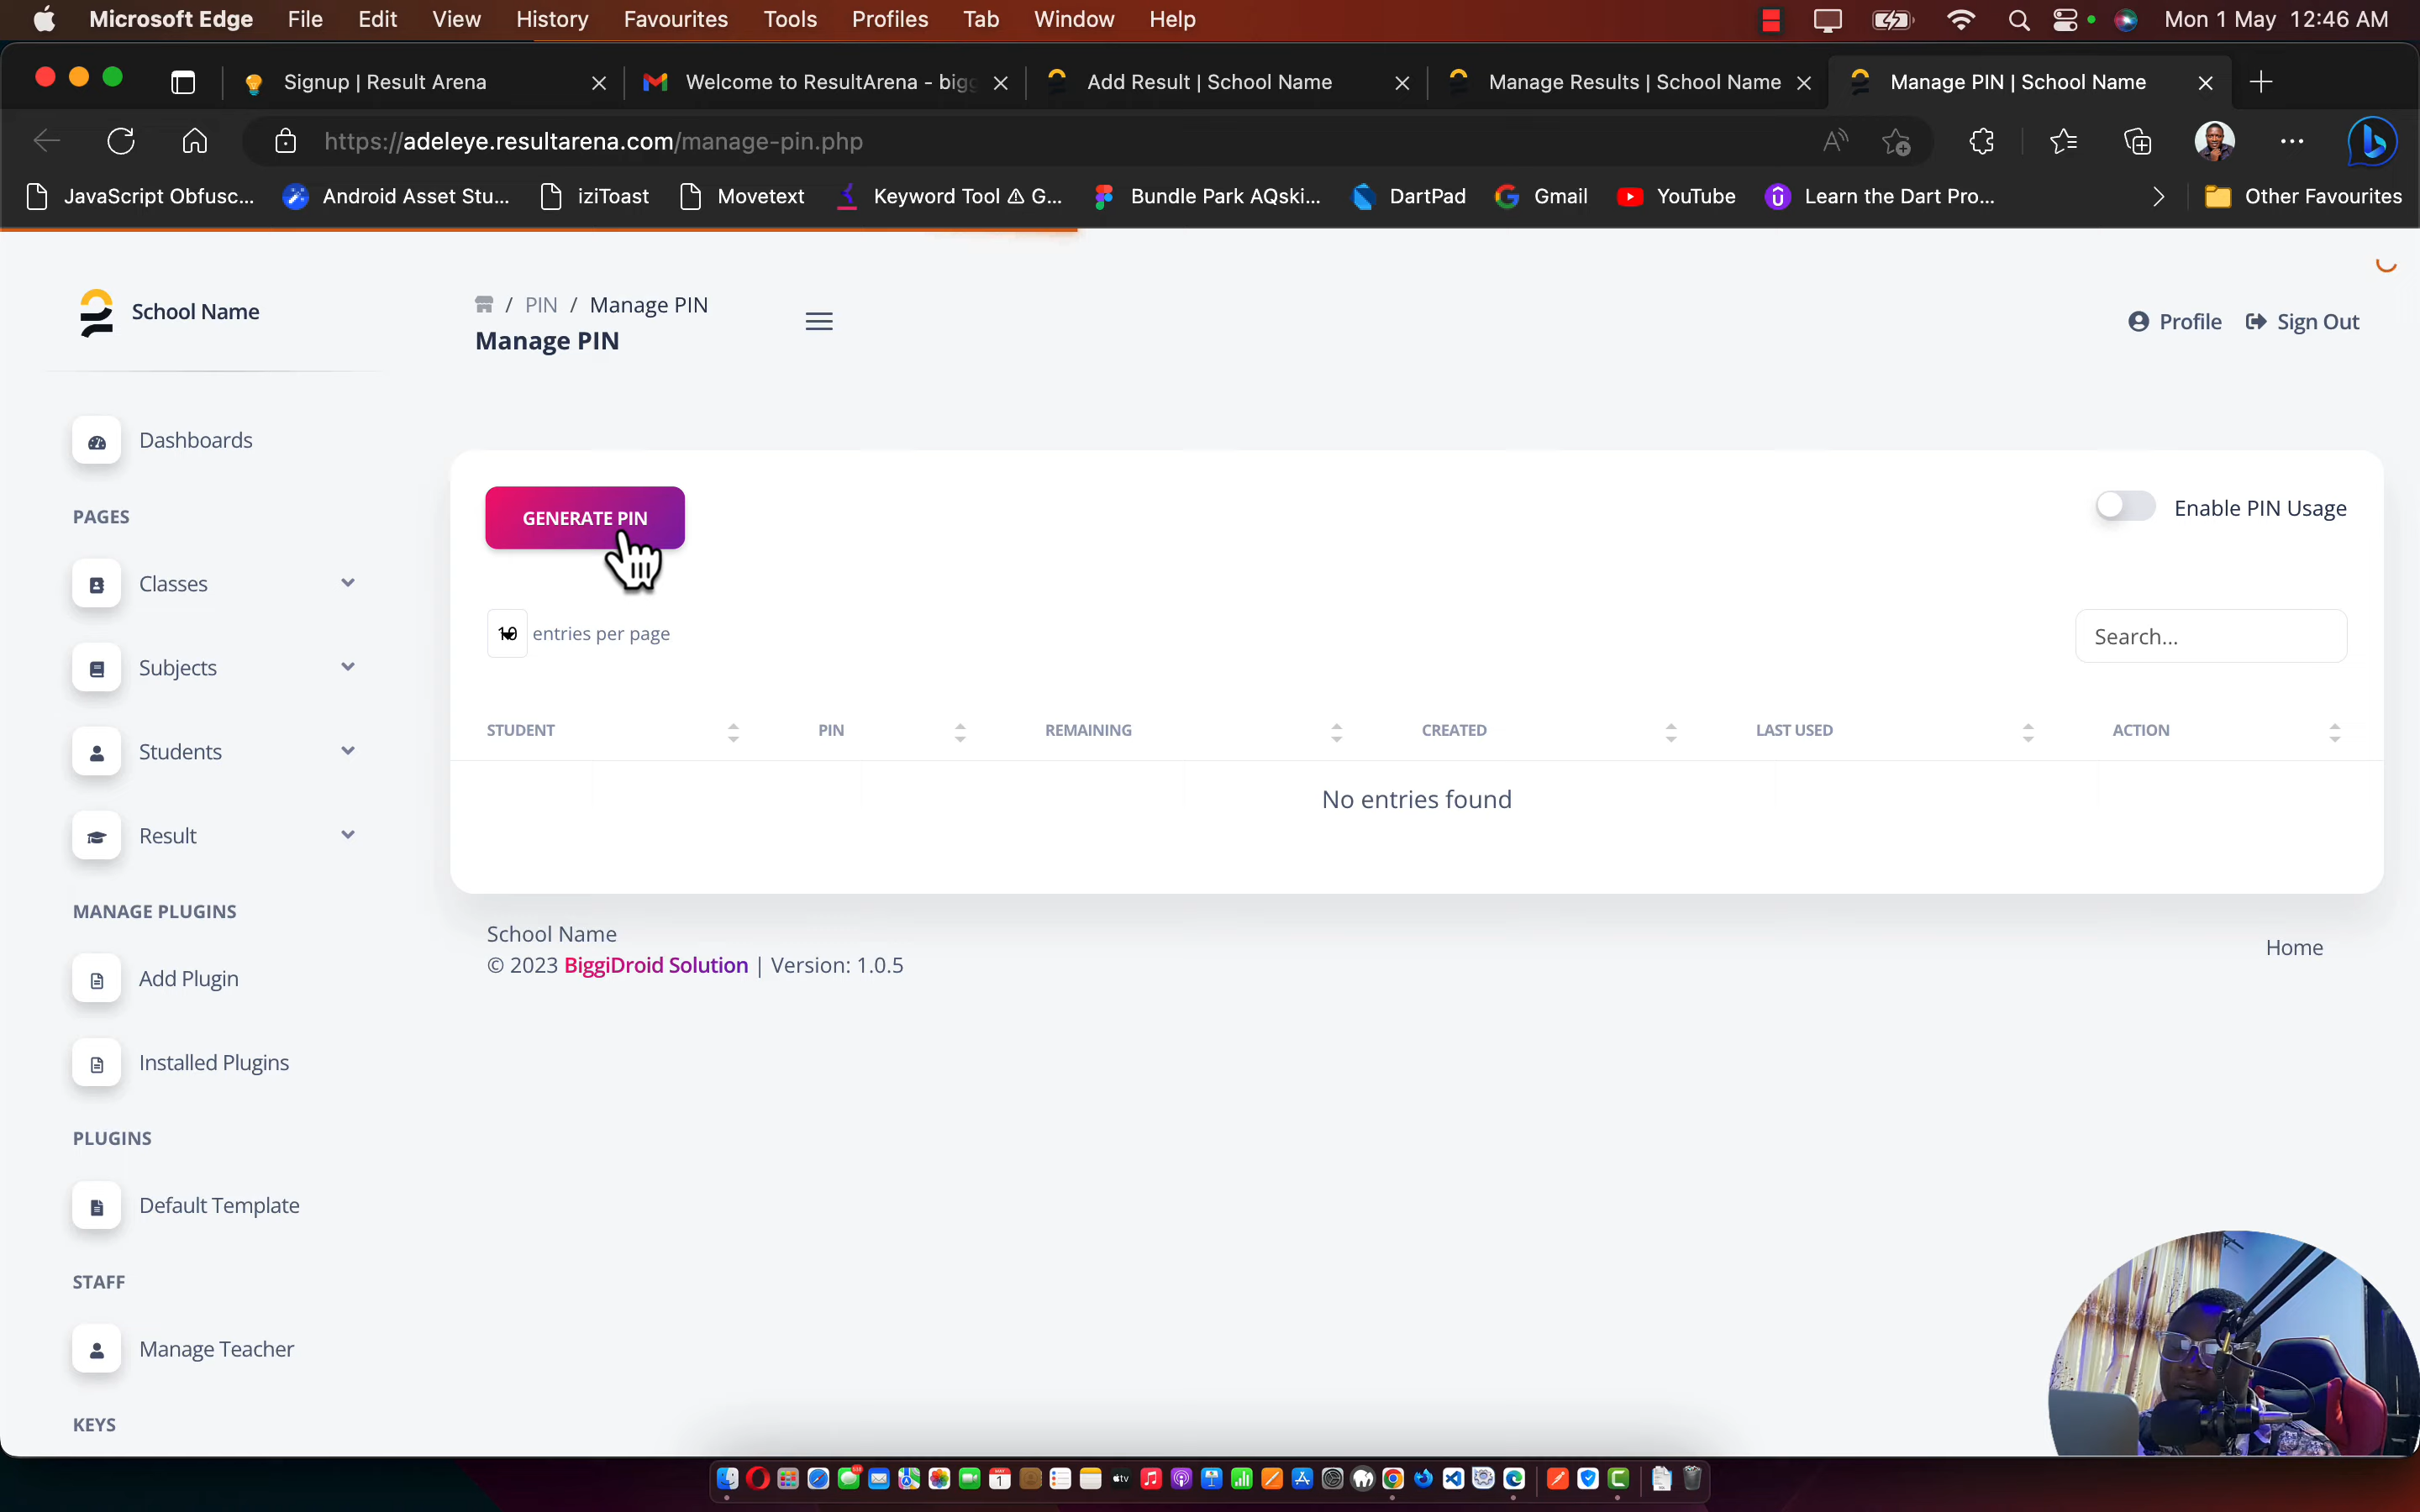 Microsoft Edge File Edit View History Favourites Tools Profiles Tab Window Help Mon 1 May 12:46 AM
Signup | Result Arena Welcome to ResultArena - bigg Add Result | School Name Manage Results | School Name Manage PIN | School Name
https://adeleye.resultarena.com/manage-pin.php
JavaScript Obfusc... Android Asset Stu... iziToast Movetext Keyword Tool ⚠ G... Bundle Park AQski... DartPad Gmail YouTube Learn the Dart Pro... Other Favourites
School Name
/ PIN / Manage PIN
Manage PIN
Profile Sign Out
Dashboards
PAGES
Classes
Subjects
Students
Result
MANAGE PLUGINS
Add Plugin
Installed Plugins
PLUGINS
Default Template
STAFF
Manage Teacher
KEYS
GENERATE PIN
Enable PIN Usage
10 entries per page
Search...
STUDENT PIN REMAINING CREATED LAST USED ACTION
No entries found
School Name
© 2023 BiggiDroid Solution | Version: 1.0.5
Home